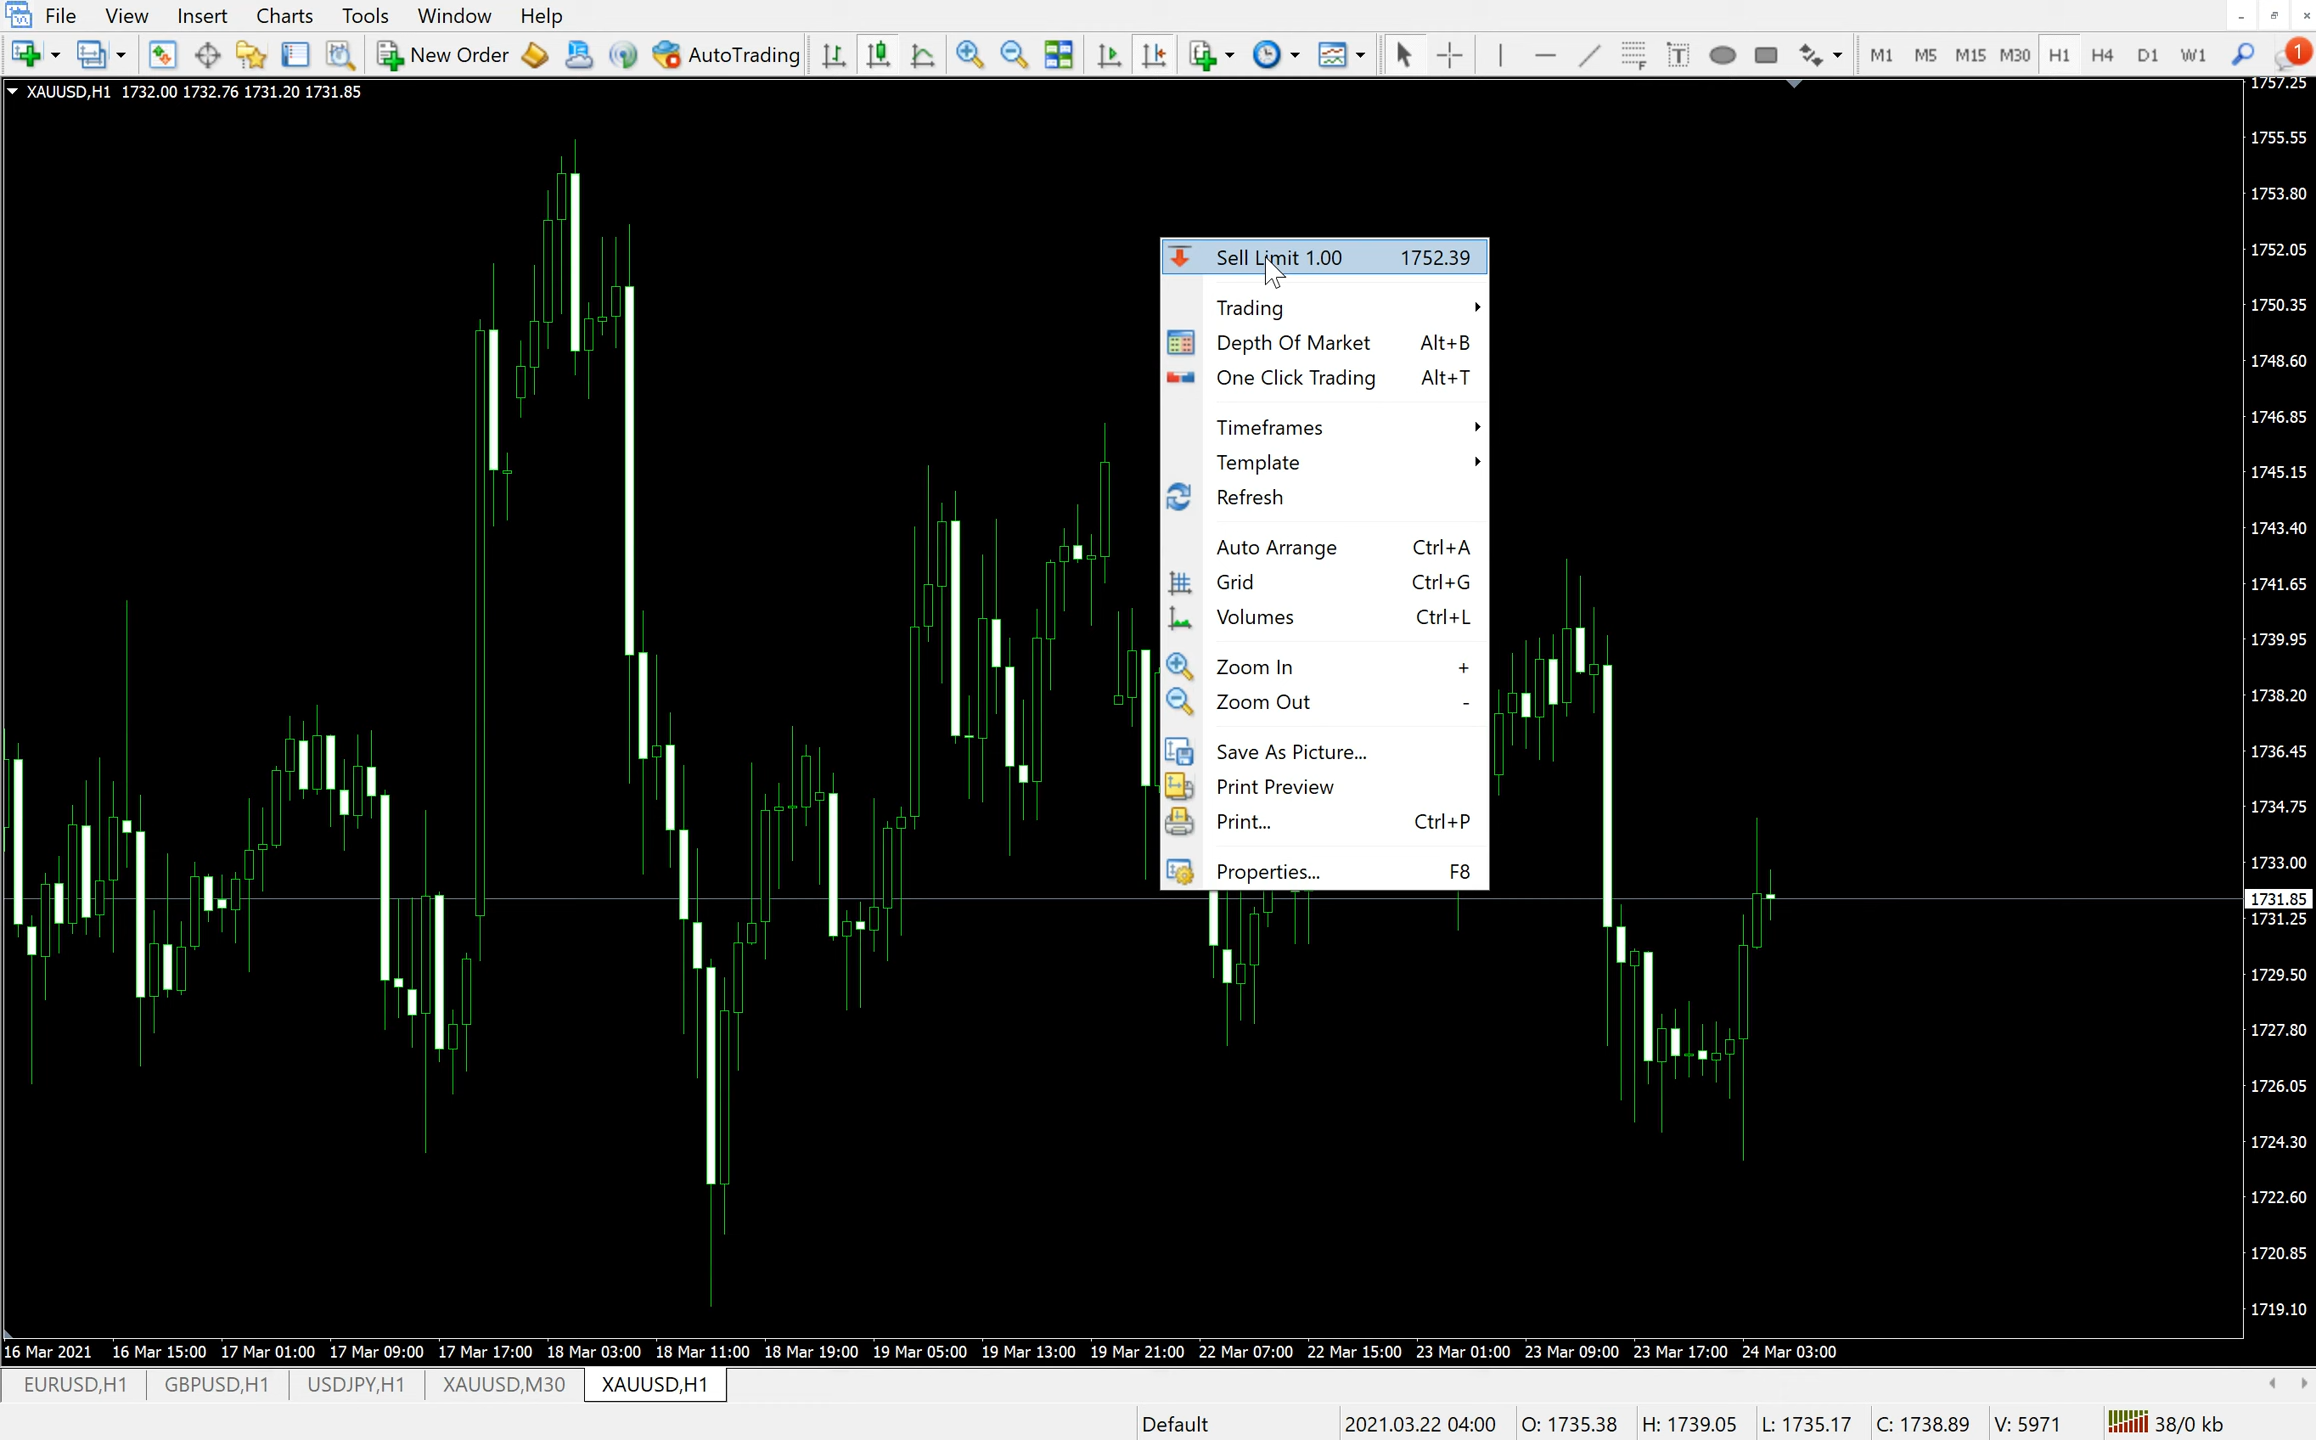 File View Insert Charts Tools Window Help
New Order AutoTrading M1 M5 M15 M30 H1 H4 D1 W1 1
XAUUSD,H1 1732.00 1732.76 1731.20 1731.85
1757.25
1755.55
1753.80
1752.05
1750.35
1748.60
1746.85
1745.15
1743.40
1741.65
1739.95
1738.20
1736.45
1734.75
1733.00
1731.85
1731.25
1729.50
1727.80
1726.05
1724.30
1722.60
1720.85
1719.10
Sell Limit 1.00 1752.39
Trading
Depth Of Market Alt+B
One Click Trading Alt+T
Timeframes
Template
Refresh
Auto Arrange Ctrl+A
Grid Ctrl+G
Volumes Ctrl+L
Zoom In +
Zoom Out -
Save As Picture...
Print Preview
Print... Ctrl+P
Properties... F8
16 Mar 2021 16 Mar 15:00 17 Mar 01:00 17 Mar 09:00 17 Mar 17:00 18 Mar 03:00 18 Mar 11:00 18 Mar 19:00 19 Mar 05:00 19 Mar 13:00 19 Mar 21:00 22 Mar 07:00 22 Mar 15:00 23 Mar 01:00 23 Mar 09:00 23 Mar 17:00 24 Mar 03:00
EURUSD,H1 GBPUSD,H1 USDJPY,H1 XAUUSD,M30 XAUUSD,H1
Default 2021.03.22 04:00 O: 1735.38 H: 1739.05 L: 1735.17 C: 1738.89 V: 5971 38/0 kb